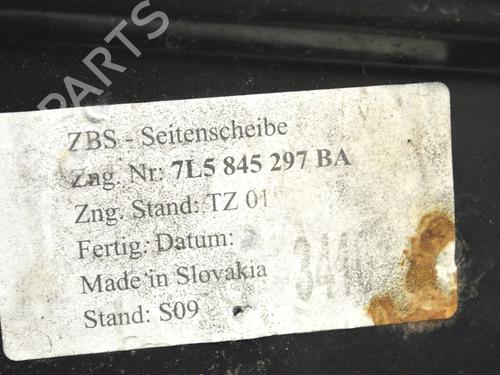 PARTS
ZBS - Seitenscheibe
Zng. Nr: 7L5 845 297 BA
Zng. Stand: TZ 01
Fertig: Datum:
Made in Slovakia
Stand: S09